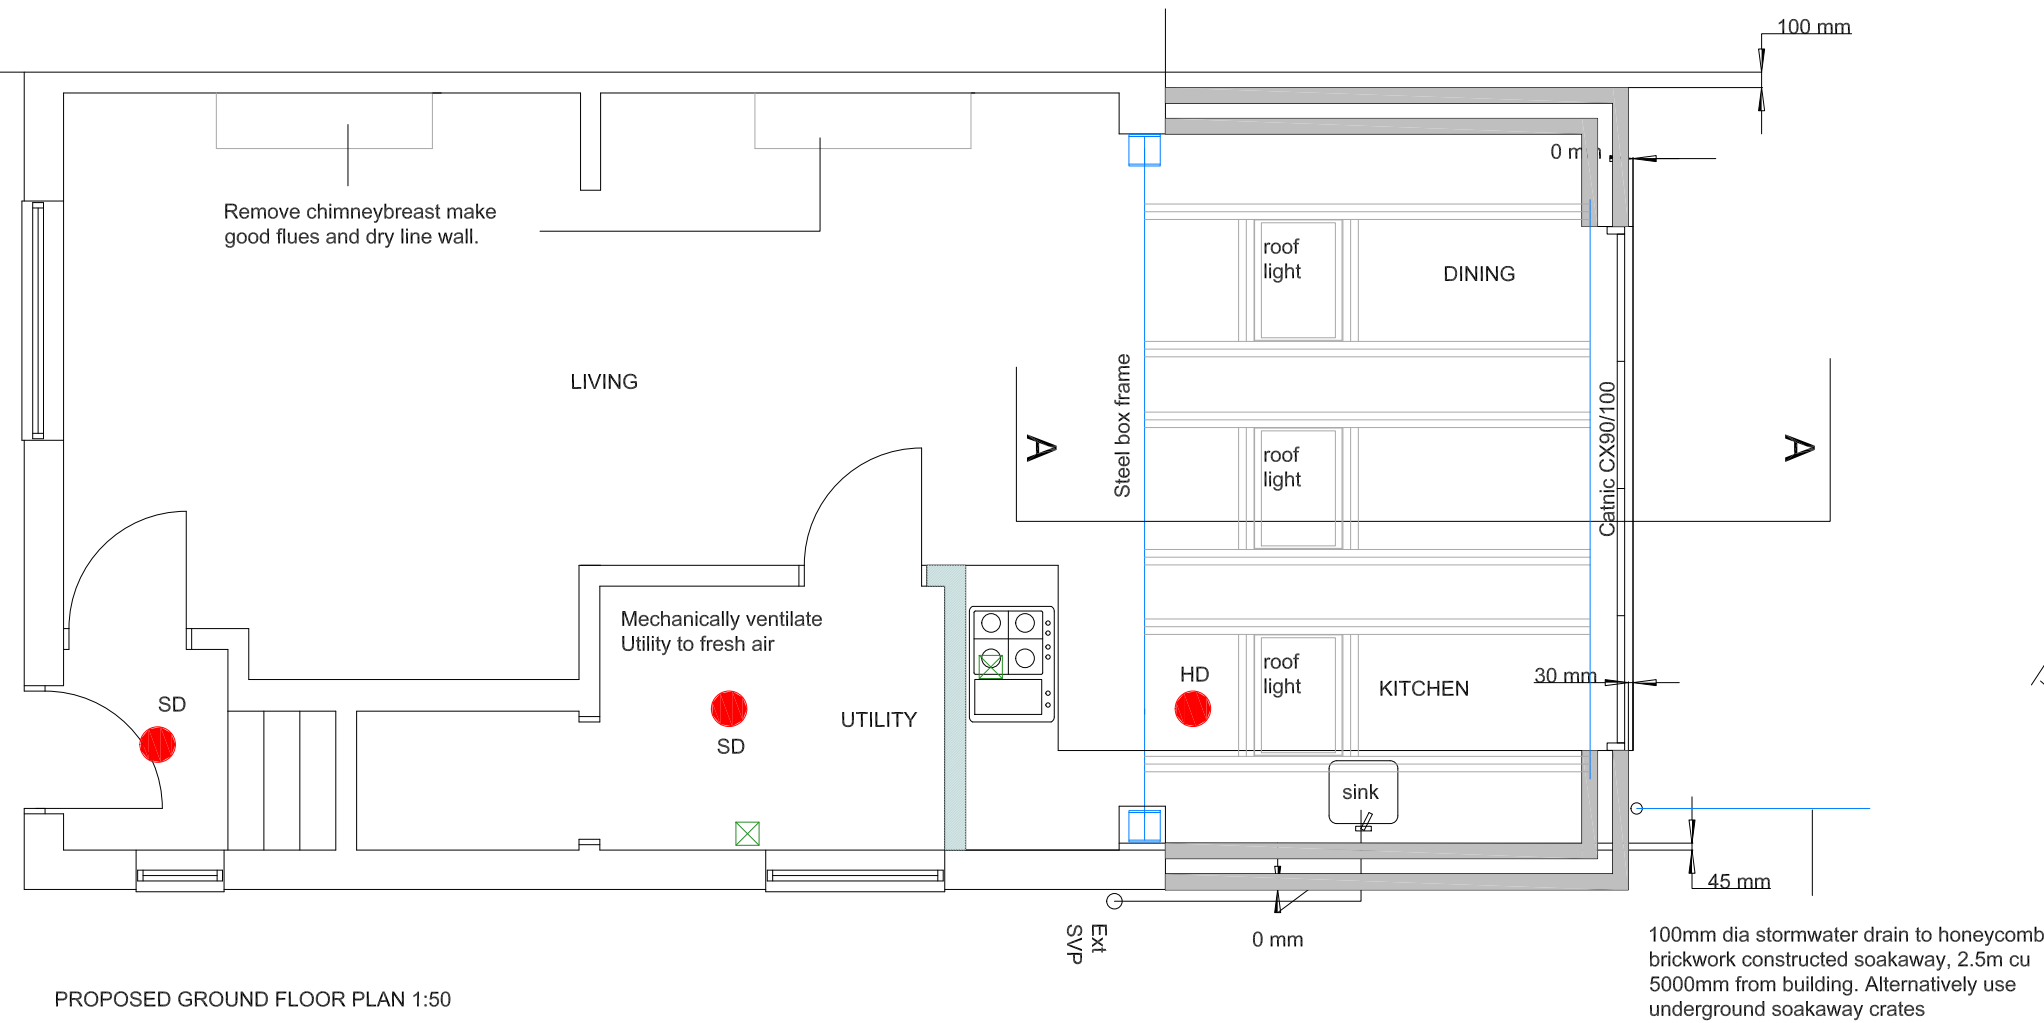 100 mm
0 mm
Remove chimneybreast make
good flues and dry line wall.
roof
light
DINING
LIVING
Steel box frame
Catnic CX90/100
A
A
roof
light
Mechanically ventilate
Utility to fresh air
roof
light
HD
KITCHEN
30 mm
SD
UTILITY
SD
sink
45 mm
Ext
SVP
0 mm
100mm dia stormwater drain to honeycomb
brickwork constructed soakaway, 2.5m cu
5000mm from building. Alternatively use
underground soakaway crates
PROPOSED GROUND FLOOR PLAN 1:50